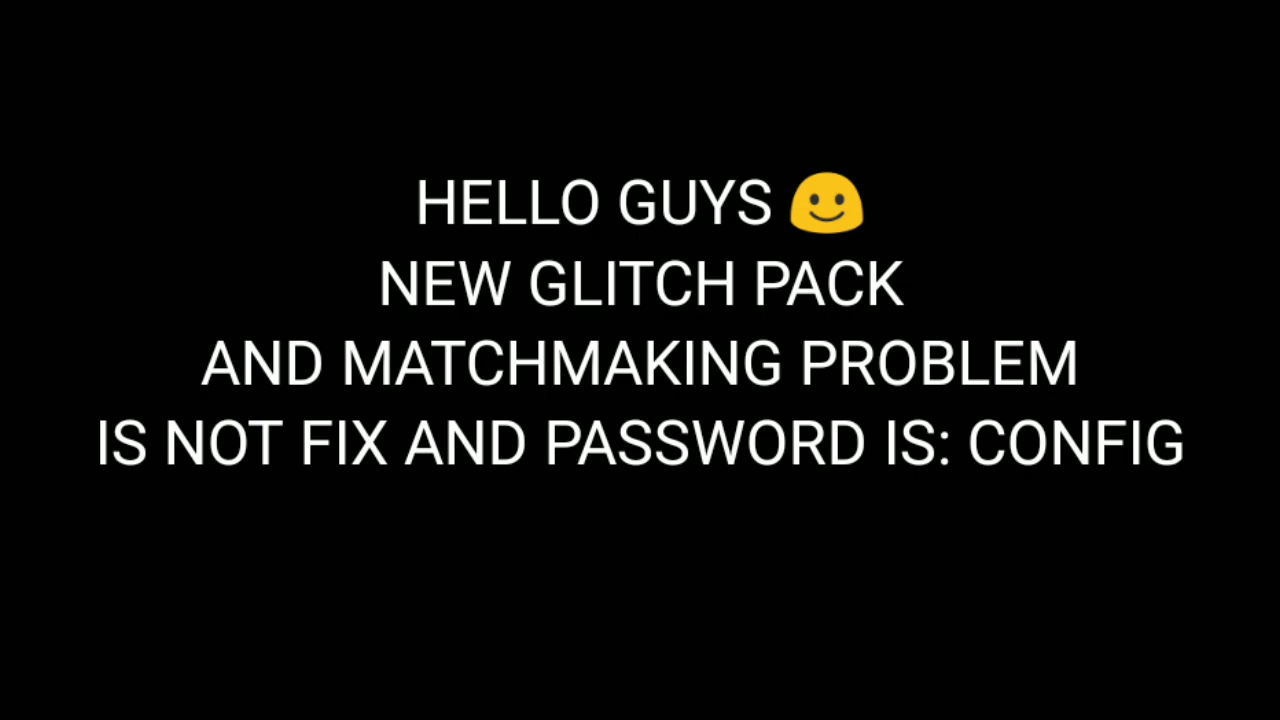 HELLO GUYS 🙂
NEW GLITCH PACK
AND MATCHMAKING PROBLEM
IS NOT FIX AND PASSWORD IS: CONFIG